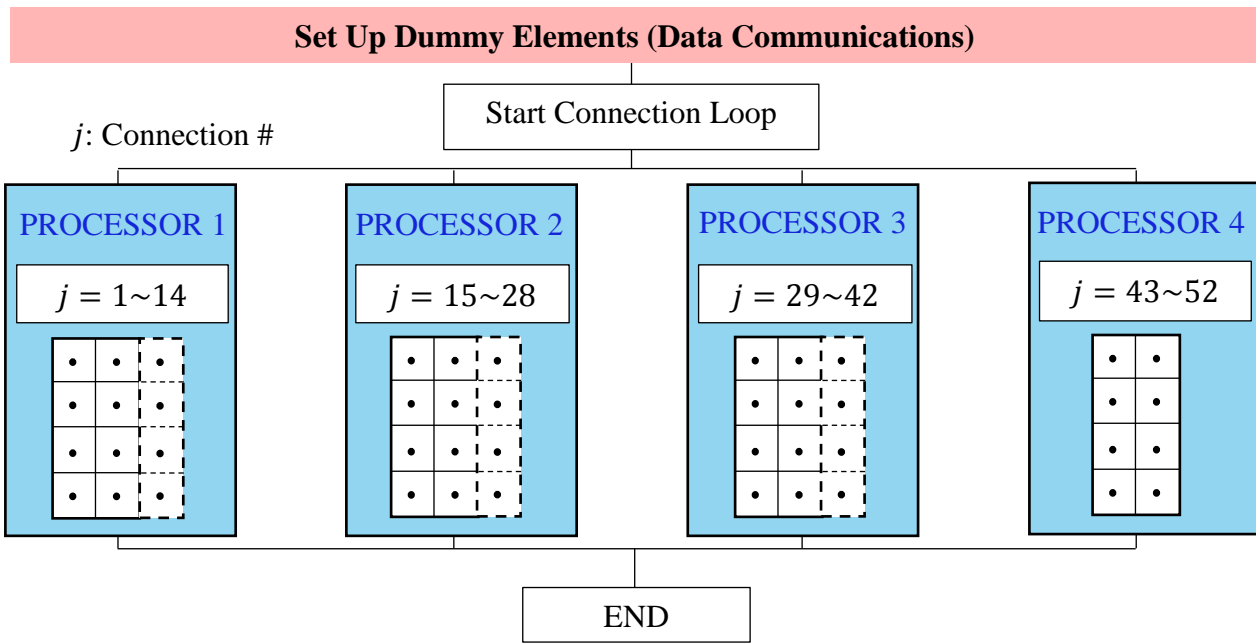 Set Up Dummy Elements (Data Communications)
Start Connection Loop
j: Connection #
PROCESSOR 1
j = 1~14
PROCESSOR 2
j = 15~28
PROCESSOR 3
j = 29~42
PROCESSOR 4
j = 43~52
END